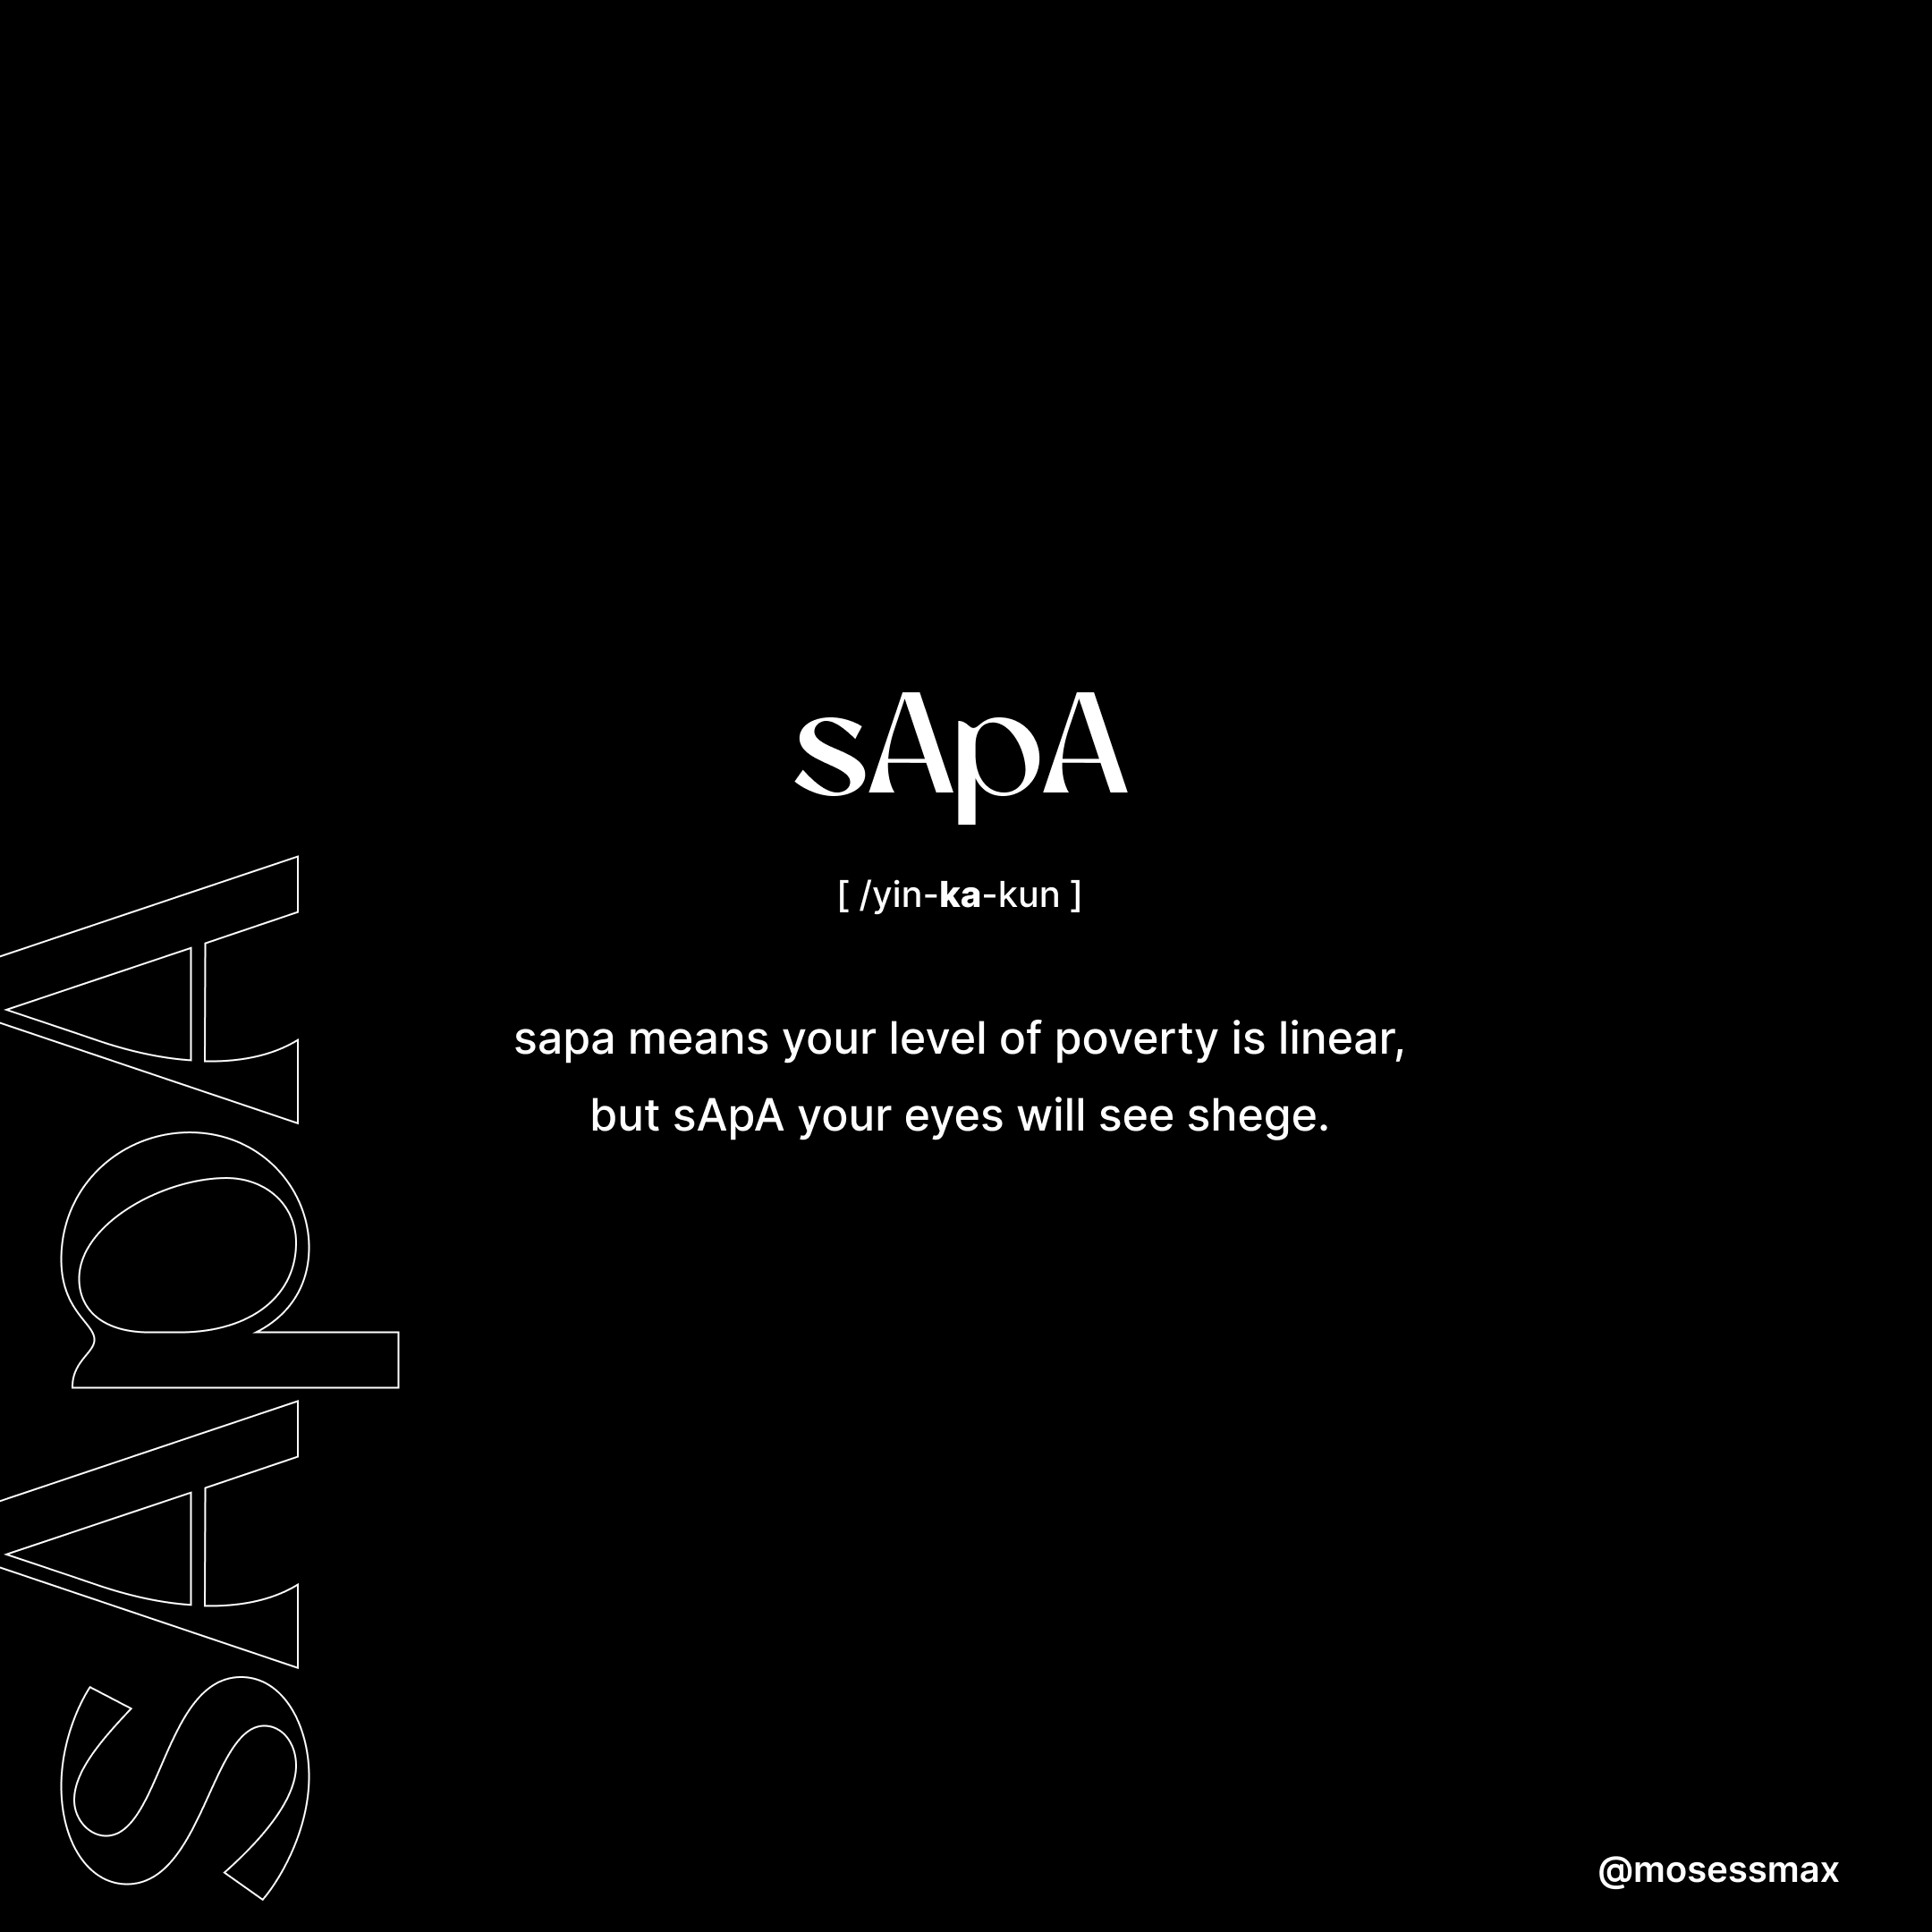 sApA
[ /yin-ka-kun ]
sapa means your level of poverty is linear,
but sApA your eyes will see shege.
sApA
@mosessmax